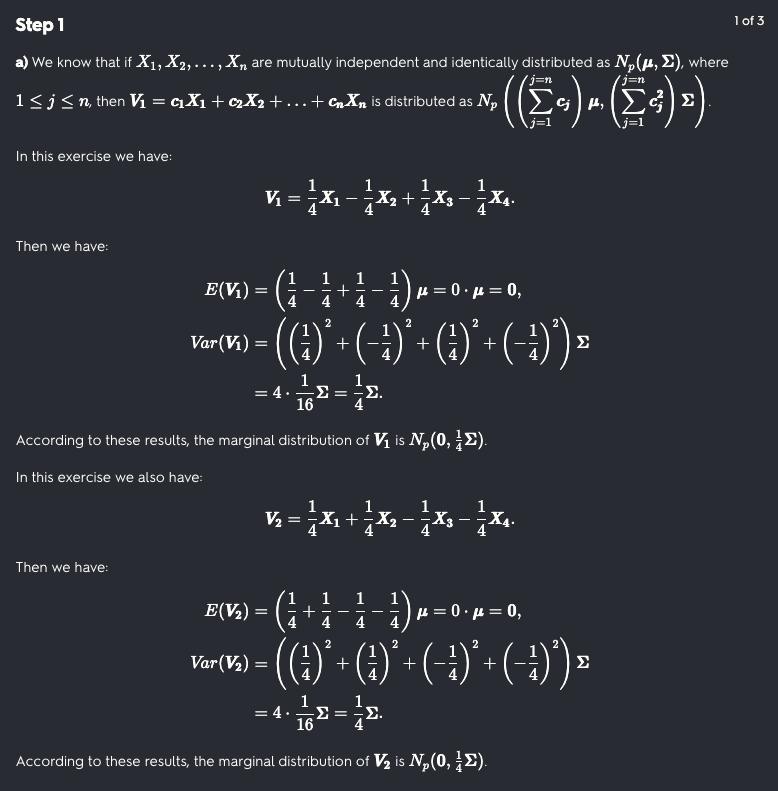 Step 1
1 of 3
a) We know that if X₁, X₂, . . . , Xₙ are mutually independent and identically distributed as Nₚ(μ, Σ), where
1 ≤ j ≤ n, then V₁ = c₁X₁ + c₂X₂ + . . . + cₙXₙ is distributed as Nₚ ((∑_{j=1}^{j=n} cⱼ) μ, (∑_{j=1}^{j=n} cⱼ²) Σ).
In this exercise we have:
V₁ = 1/4 X₁ − 1/4 X₂ + 1/4 X₃ − 1/4 X₄.
Then we have:
E(V₁) = (1/4 − 1/4 + 1/4 − 1/4) μ = 0 · μ = 0,
Var(V₁) = ((1/4)² + (−1/4)² + (1/4)² + (−1/4)²) Σ
= 4 · 1/16 Σ = 1/4 Σ.
According to these results, the marginal distribution of V₁ is Nₚ(0, 1/4 Σ).
In this exercise we also have:
V₂ = 1/4 X₁ + 1/4 X₂ − 1/4 X₃ − 1/4 X₄.
Then we have:
E(V₂) = (1/4 + 1/4 − 1/4 − 1/4) μ = 0 · μ = 0,
Var(V₂) = ((1/4)² + (1/4)² + (−1/4)² + (−1/4)²) Σ
= 4 · 1/16 Σ = 1/4 Σ.
According to these results, the marginal distribution of V₂ is Nₚ(0, 1/4 Σ).